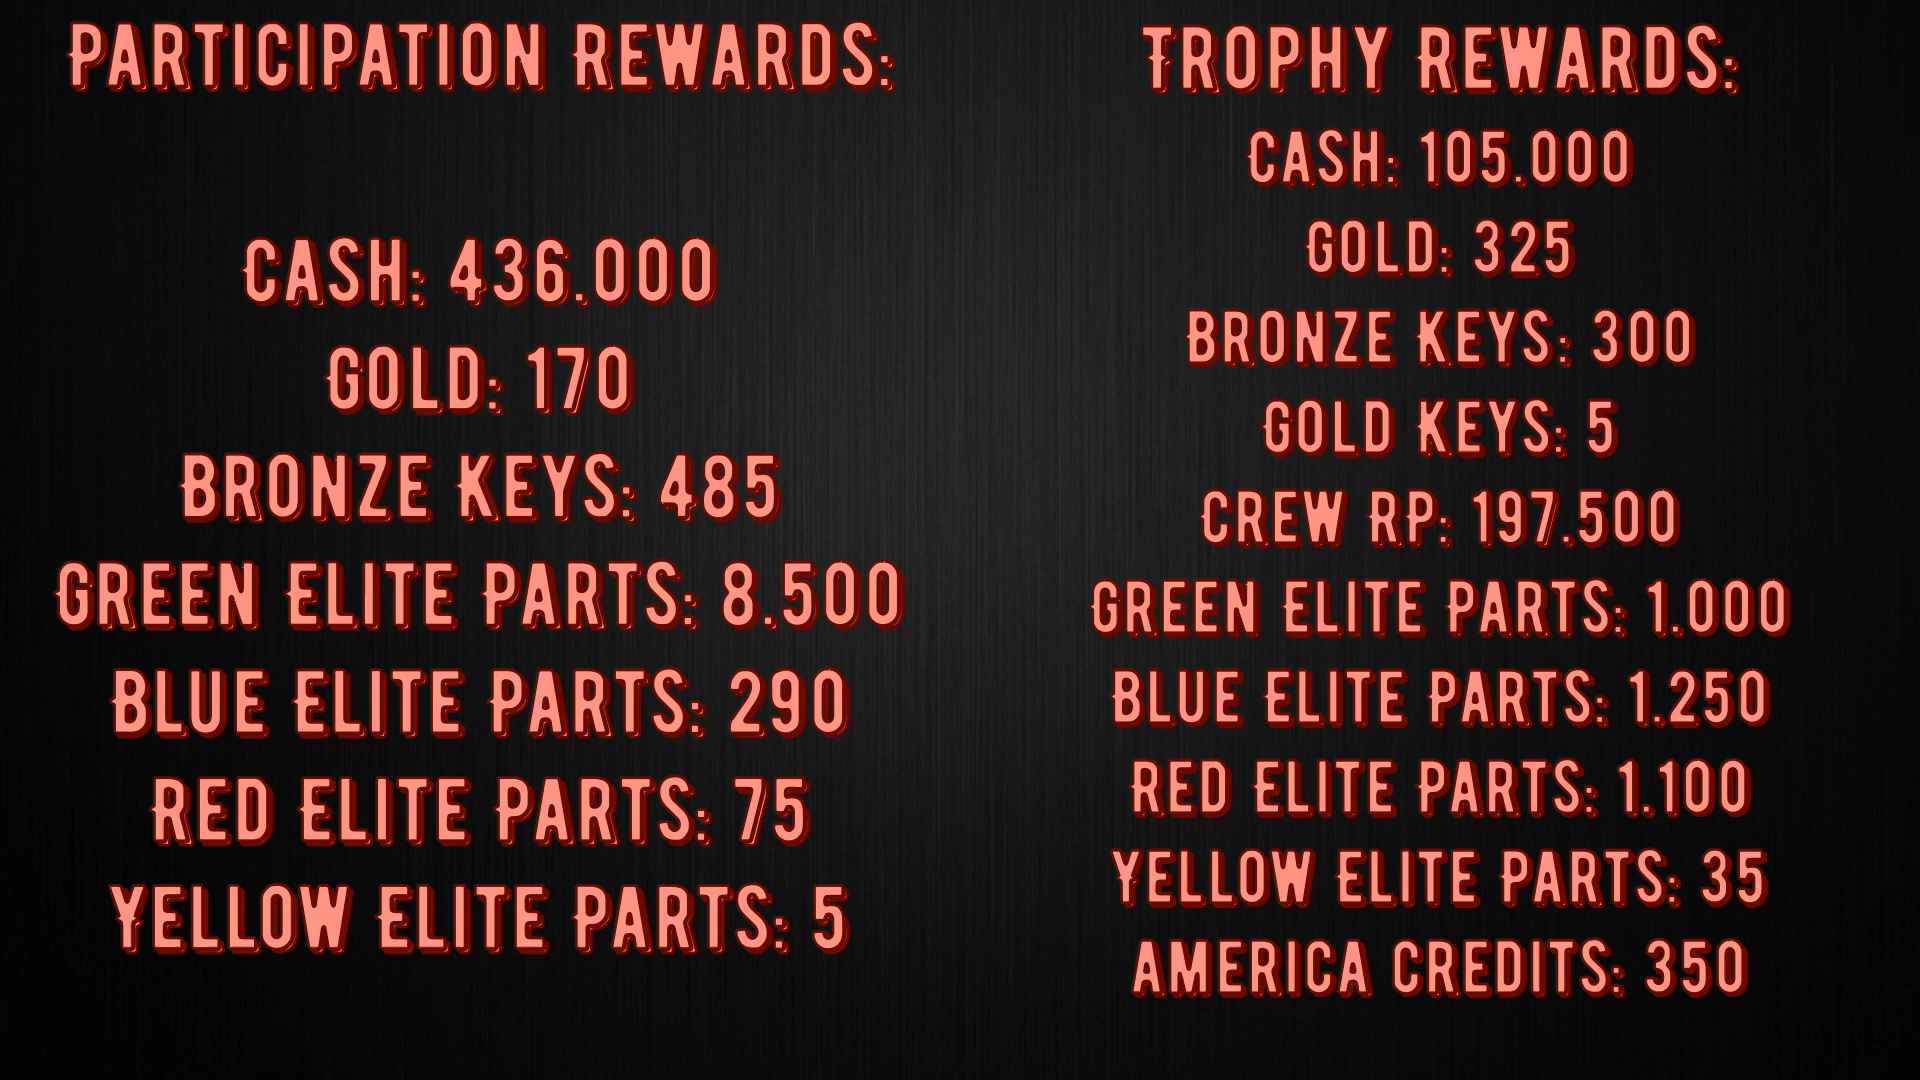 Participation Rewards:
Cash: 436.000
Gold: 170
Bronze Keys: 485
Green Elite Parts: 8.500
Blue Elite Parts: 290
Red Elite Parts: 75
Yellow Elite Parts: 5
Trophy Rewards:
Cash: 105.000
Gold: 325
Bronze Keys: 300
Gold Keys: 5
Crew RP: 197.500
Green Elite Parts: 1.000
Blue Elite Parts: 1.250
Red Elite Parts: 1.100
Yellow Elite Parts: 35
America Credits: 350